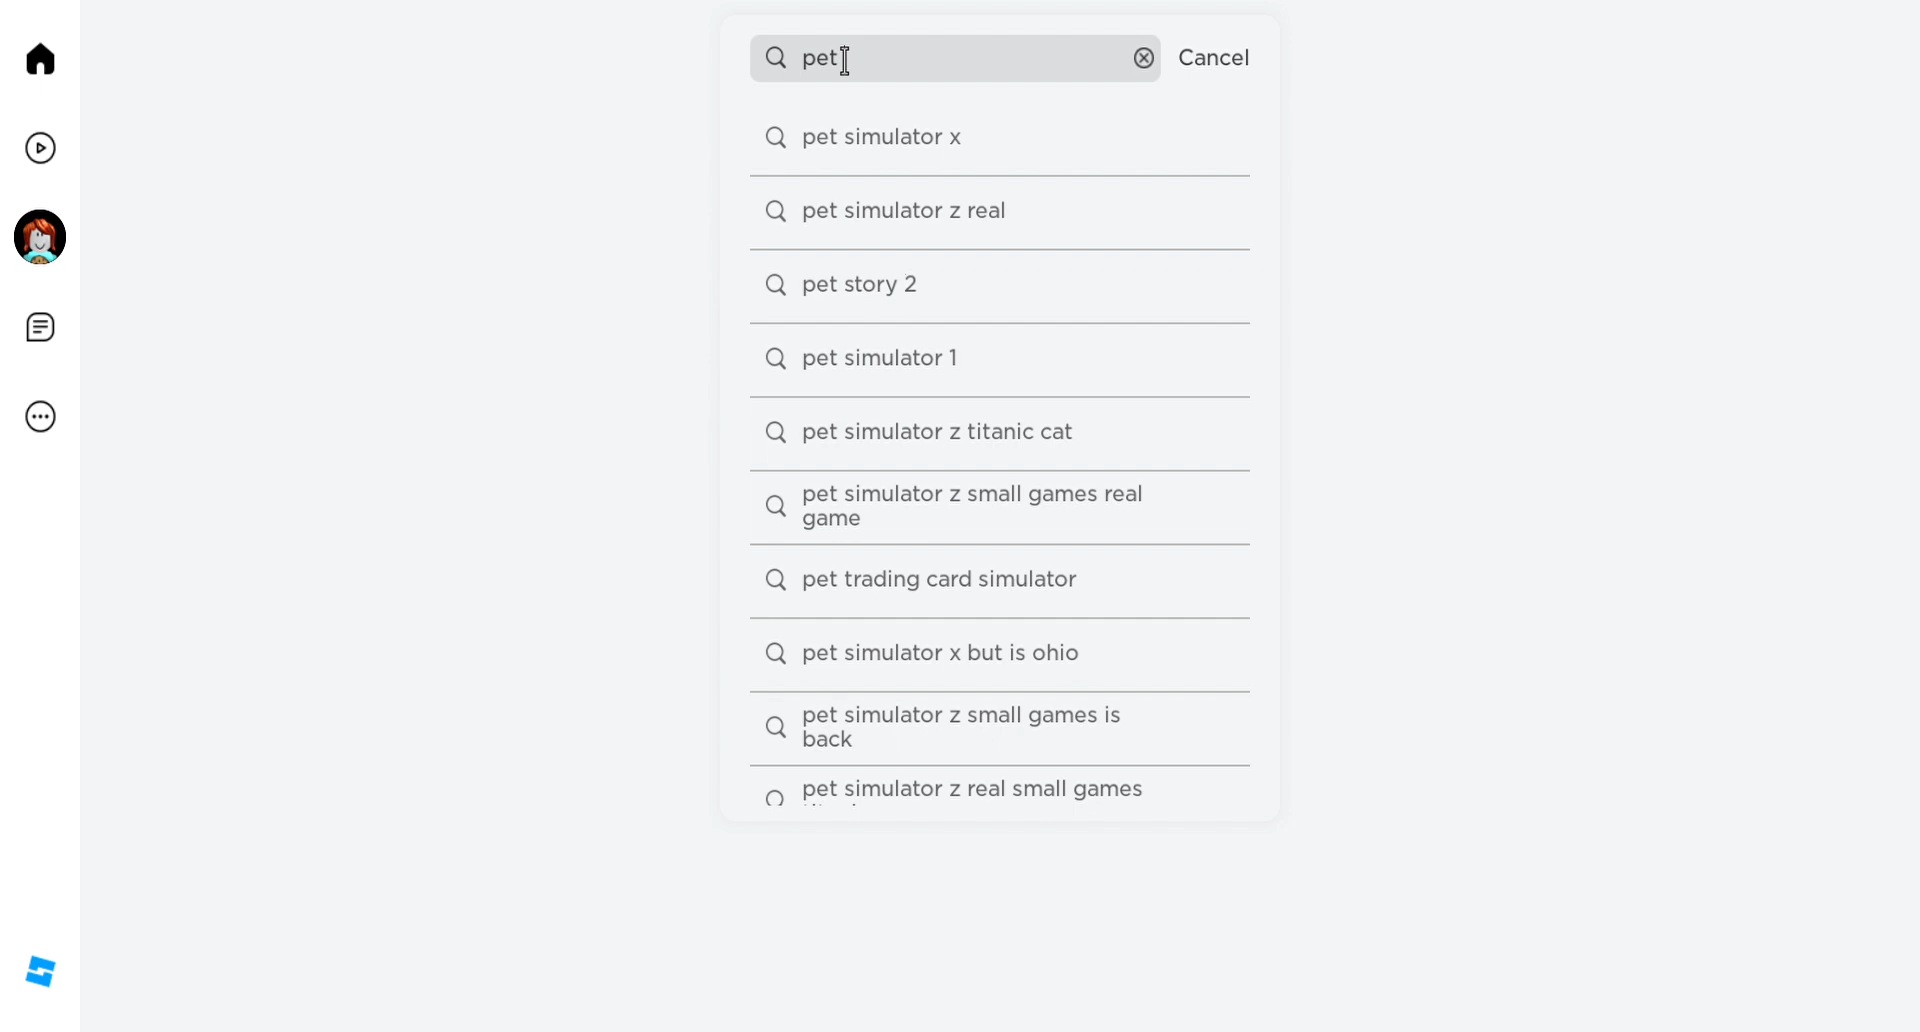 pet
Cancel
pet simulator x
pet simulator z real
pet story 2
pet simulator 1
pet simulator z titanic cat
pet simulator z small games real
game
pet trading card simulator
pet simulator x but is ohio
pet simulator z small games is
back
pet simulator z real small games